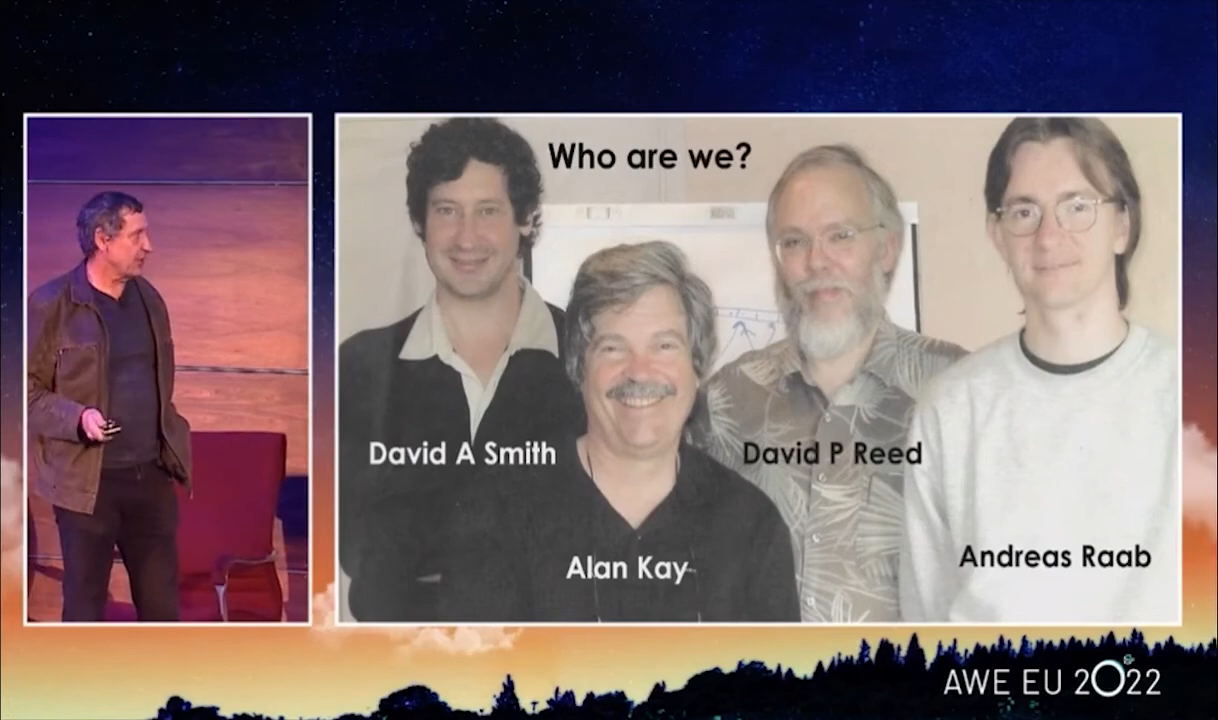 Who are we?
David A Smith
David P Reed
Alan Kay
Andreas Raab
AWE EU 2022